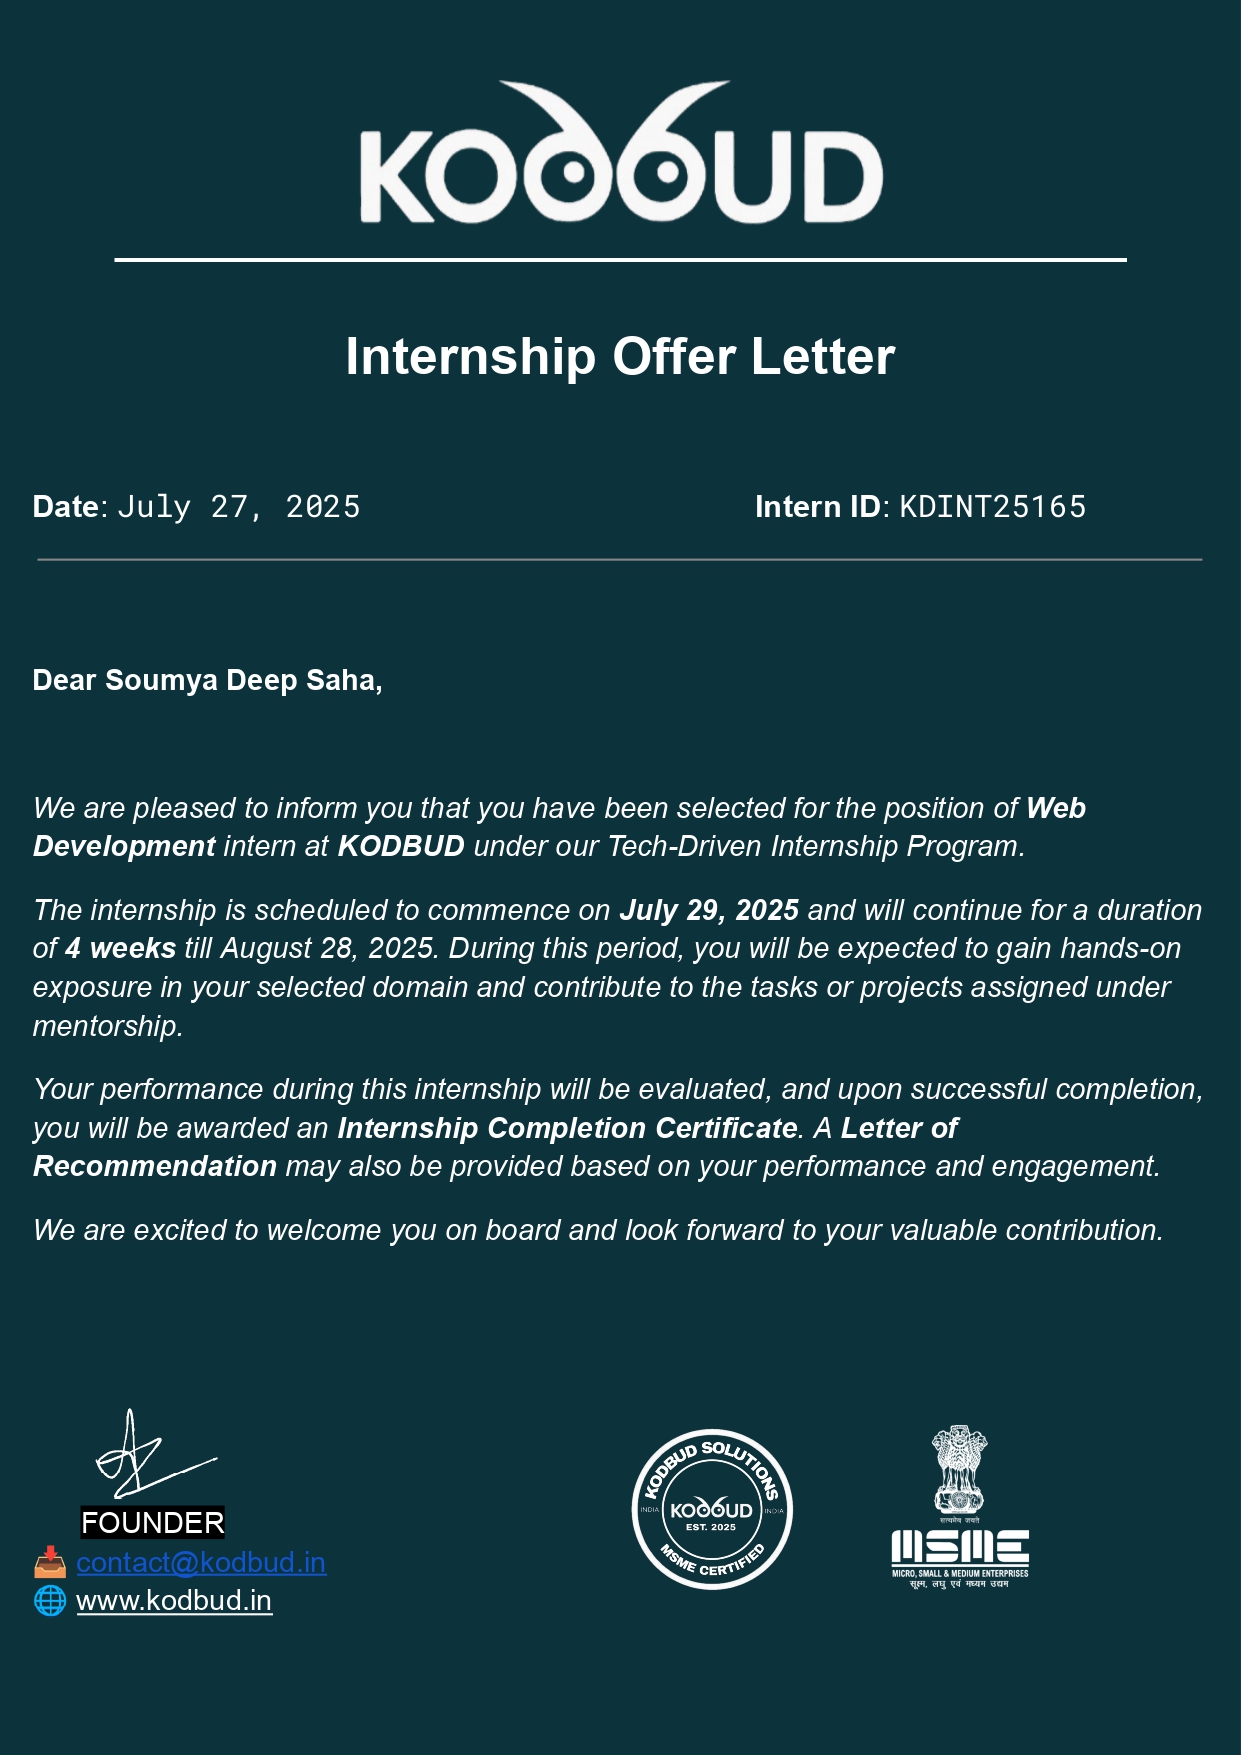 KODBUD
Internship Offer Letter
Date: July 27, 2025 Intern ID: KDINT25165
Dear Soumya Deep Saha,
We are pleased to inform you that you have been selected for the position of Web
Development intern at KODBUD under our Tech-Driven Internship Program.
The internship is scheduled to commence on July 29, 2025 and will continue for a duration
of 4 weeks till August 28, 2025. During this period, you will be expected to gain hands-on
exposure in your selected domain and contribute to the tasks or projects assigned under
mentorship.
Your performance during this internship will be evaluated, and upon successful completion,
you will be awarded an Internship Completion Certificate. A Letter of
Recommendation may also be provided based on your performance and engagement.
We are excited to welcome you on board and look forward to your valuable contribution.
FOUNDER
contact@kodbud.in
www.kodbud.in
KODBUD SOLUTIONS
INDIA KODBUD INDIA
EST. 2025
MSME CERTIFIED
सत्यमेव जयते
MSME
MICRO, SMALL & MEDIUM ENTERPRISES
सूक्ष्म, लघु एवं मध्यम उद्यम